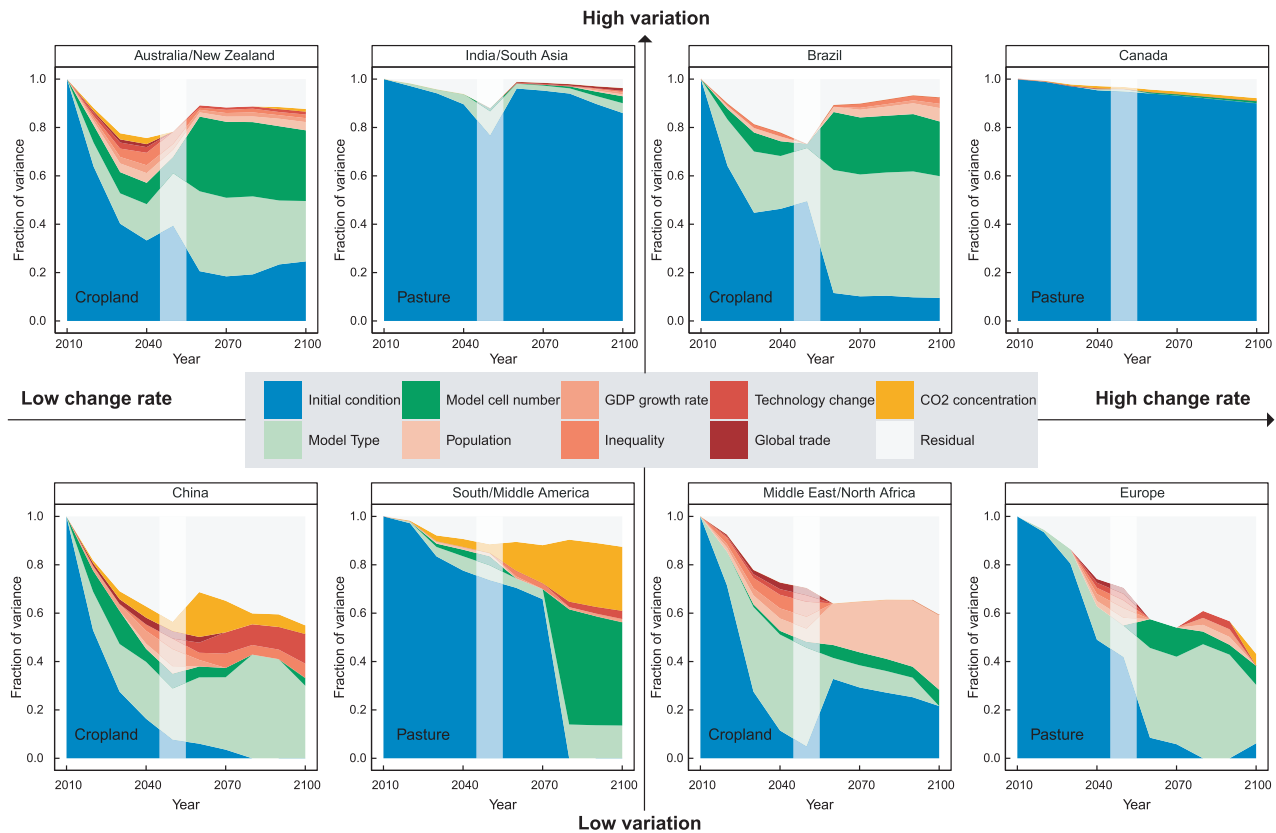 High variation
Australia/New Zealand
India/South Asia
Brazil
Canada
Fraction of variance
1.0
0.8
0.6
0.4
0.2
0.0
Cropland
2010 2040 2070 2100
Year
Fraction of variance
1.0
0.8
0.6
0.4
0.2
0.0
Pasture
2010 2040 2070 2100
Year
Fraction of variance
1.0
0.8
0.6
0.4
0.2
0.0
Cropland
2010 2040 2070 2100
Year
Fraction of variance
1.0
0.8
0.6
0.4
0.2
0.0
Pasture
2010 2040 2070 2100
Year
Low change rate
High change rate
Initial condition Model cell number GDP growth rate Technology change CO2 concentration
Model Type Population Inequality Global trade Residual
China
South/Middle America
Middle East/North Africa
Europe
Fraction of variance
1.0
0.8
0.6
0.4
0.2
0.0
Cropland
2010 2040 2070 2100
Year
Fraction of variance
1.0
0.8
0.6
0.4
0.2
0.0
Pasture
2010 2040 2070 2100
Year
Fraction of variance
1.0
0.8
0.6
0.4
0.2
0.0
Cropland
2010 2040 2070 2100
Year
Fraction of variance
1.0
0.8
0.6
0.4
0.2
0.0
Pasture
2010 2040 2070 2100
Year
Low variation